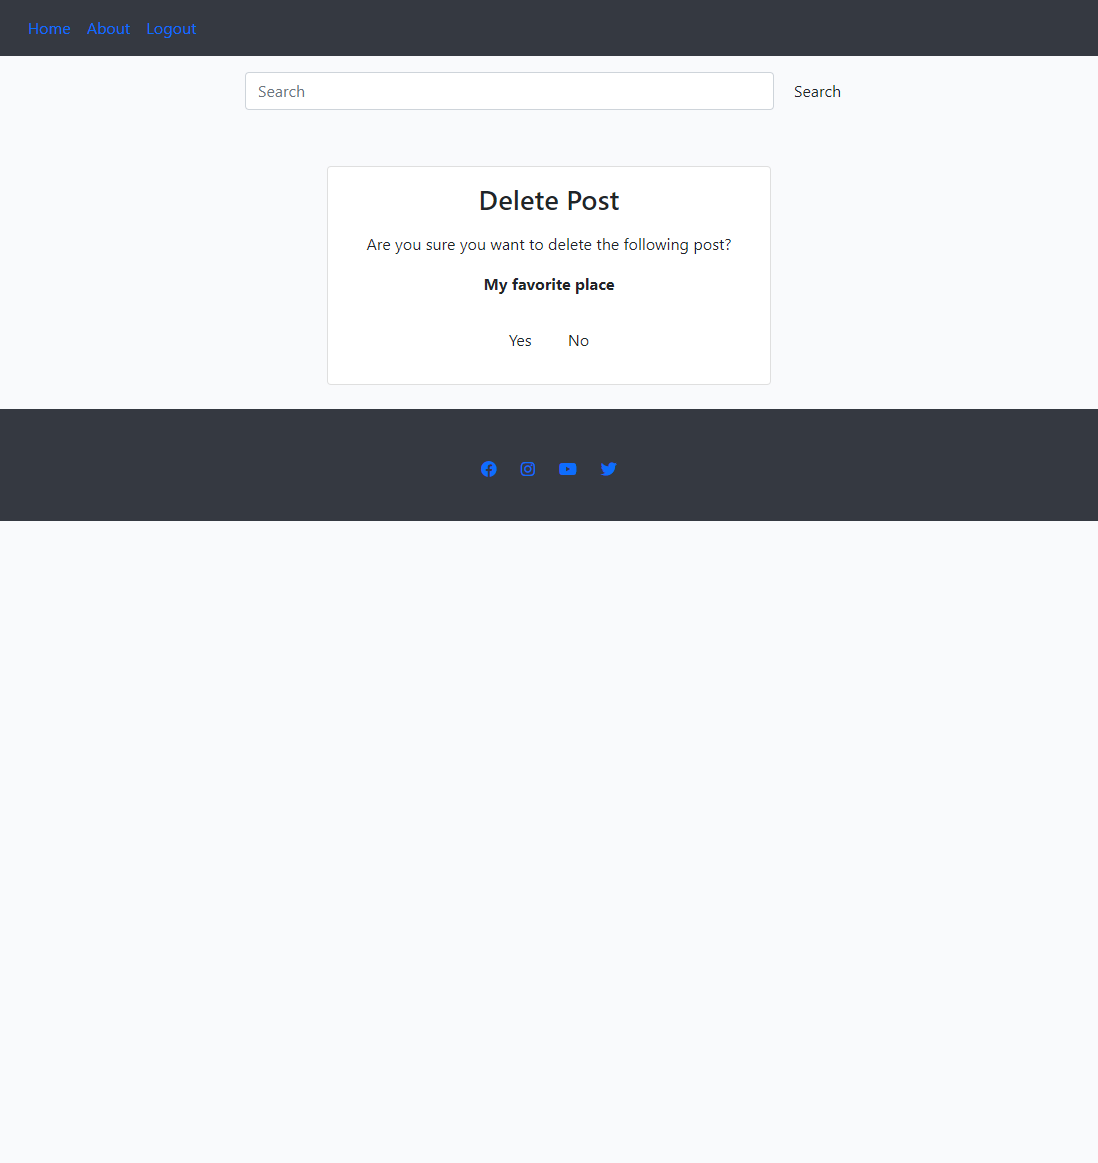 Home About Logout
Search Search
Delete Post
Are you sure you want to delete the following post?
My favorite place
Yes No